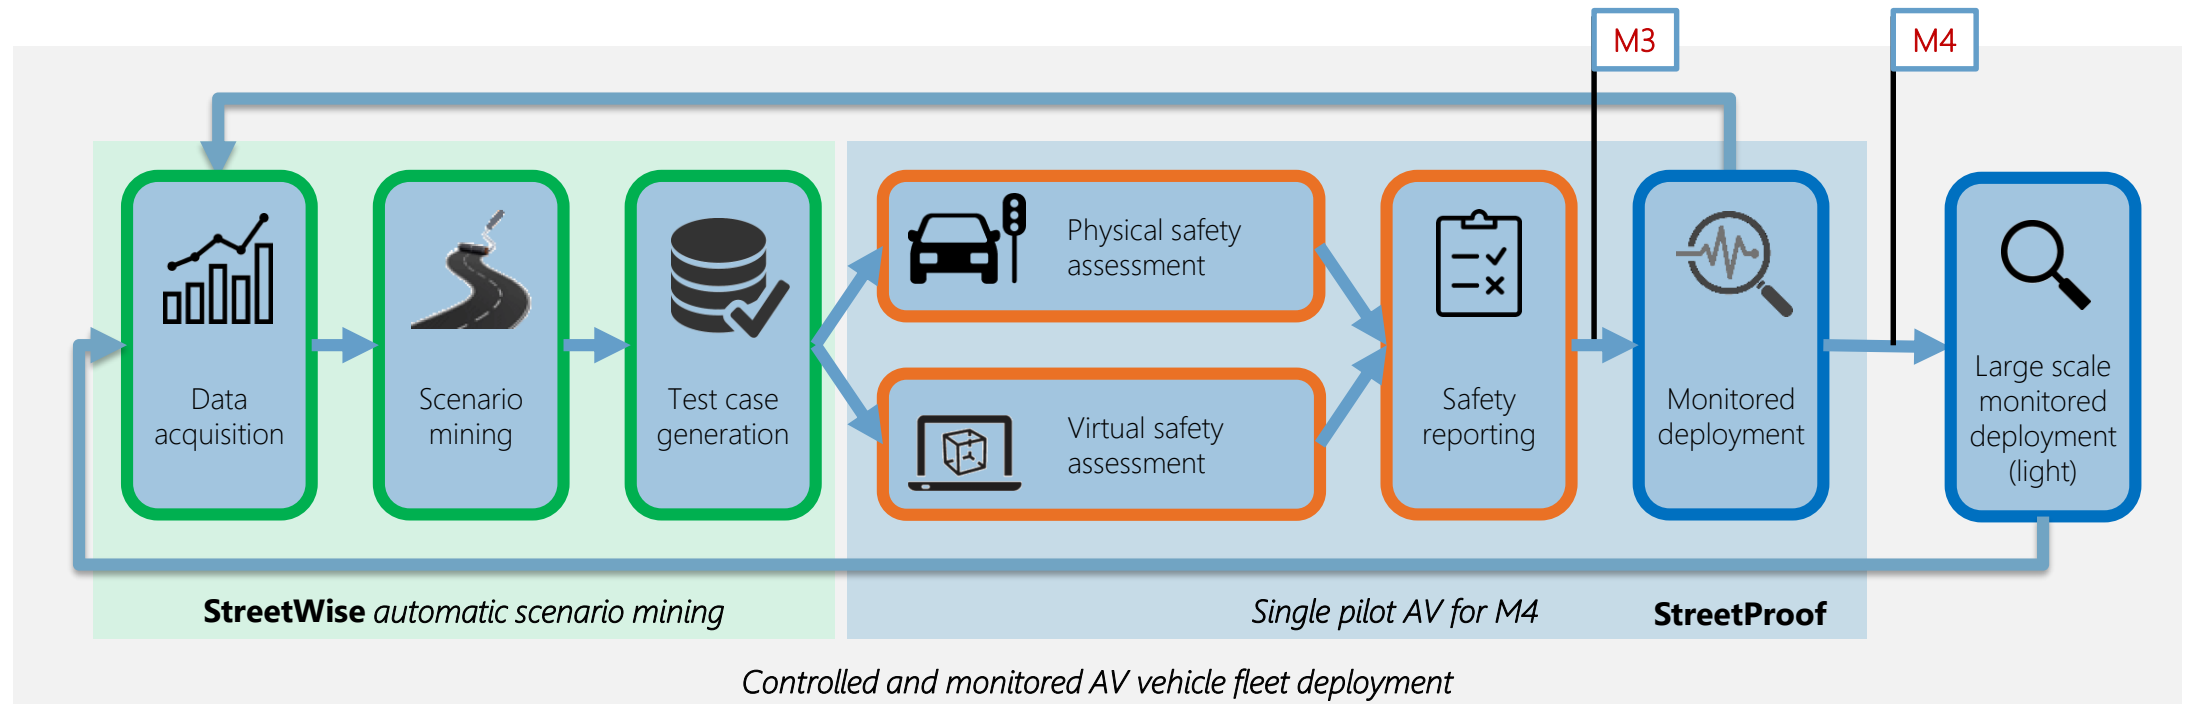 M3
M4
Data
acquisition
Scenario
mining
Test case
generation
Physical safety
assessment
Virtual safety
assessment
Safety
reporting
Monitored
deployment
Large scale
monitored
deployment
(light)
StreetWise automatic scenario mining
Single pilot AV for M4
StreetProof
Controlled and monitored AV vehicle fleet deployment